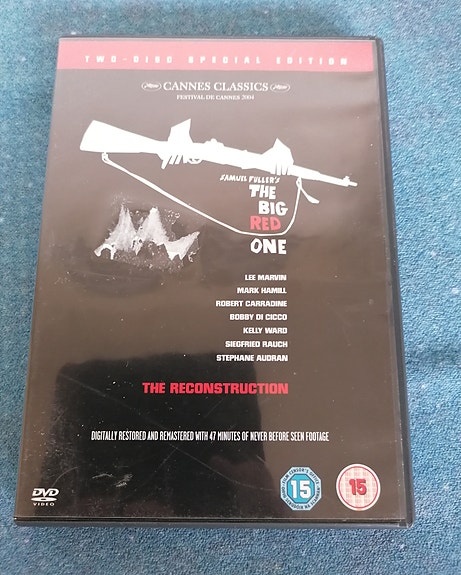 TWO-DISC SPECIAL EDITION
CANNES CLASSICS
FESTIVAL DE CANNES 2004
SAMUEL FULLER'S
THE
BIG
RED
ONE
LEE MARVIN
MARK HAMILL
ROBERT CARRADINE
BOBBY DI CICCO
KELLY WARD
SIEGFRIED RAUCH
STEPHANE AUDRAN
THE RECONSTRUCTION
DIGITALLY RESTORED AND REMASTERED WITH 47 MINUTES OF NEVER BEFORE SEEN FOOTAGE
DVD
VIDEO
15
15